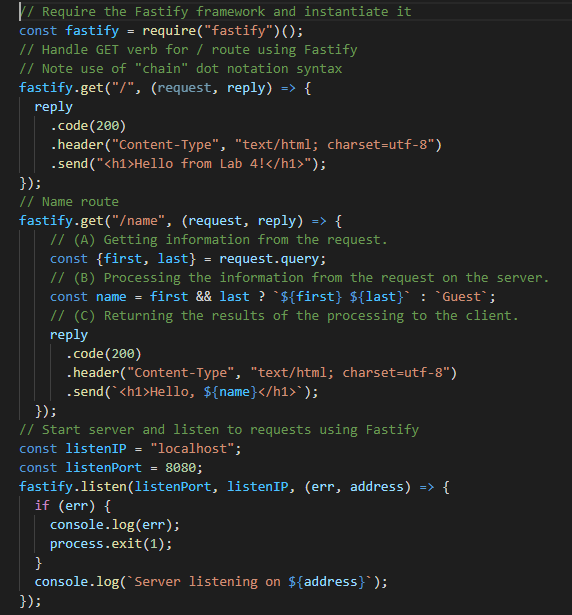 // Require the Fastify framework and instantiate it
const fastify = require("fastify")();
// Handle GET verb for / route using Fastify
// Note use of "chain" dot notation syntax
fastify.get("/", (request, reply) => {
  reply
    .code(200)
    .header("Content-Type", "text/html; charset=utf-8")
    .send("<h1>Hello from Lab 4!</h1>");
});
// Name route
fastify.get("/name", (request, reply) => {
    // (A) Getting information from the request.
    const {first, last} = request.query;
    // (B) Processing the information from the request on the server.
    const name = first && last ? `${first} ${last}` : `Guest`;
    // (C) Returning the results of the processing to the client.
    reply
      .code(200)
      .header("Content-Type", "text/html; charset=utf-8")
      .send(`<h1>Hello, ${name}</h1>`);
  });
// Start server and listen to requests using Fastify
const listenIP = "localhost";
const listenPort = 8080;
fastify.listen(listenPort, listenIP, (err, address) => {
  if (err) {
    console.log(err);
    process.exit(1);
  }
  console.log(`Server listening on ${address}`);
});